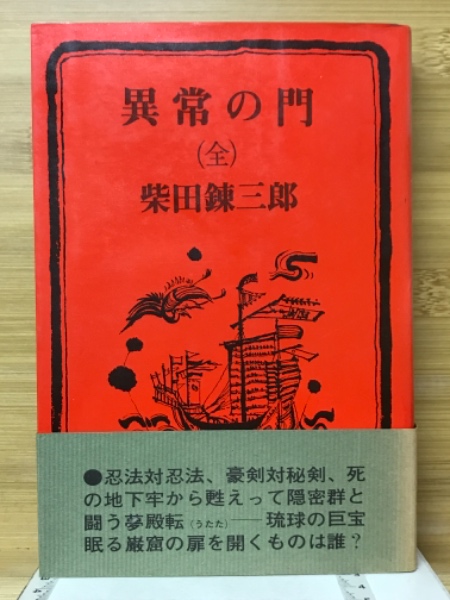 異常の門
(全)
柴田錬三郎
●忍法対忍法、豪剣対秘剣、死
の地下牢から甦えって隠密群と
闘う夢殿転(うたた)――琉球の巨宝
眠る巌窟の扉を開くものは誰?